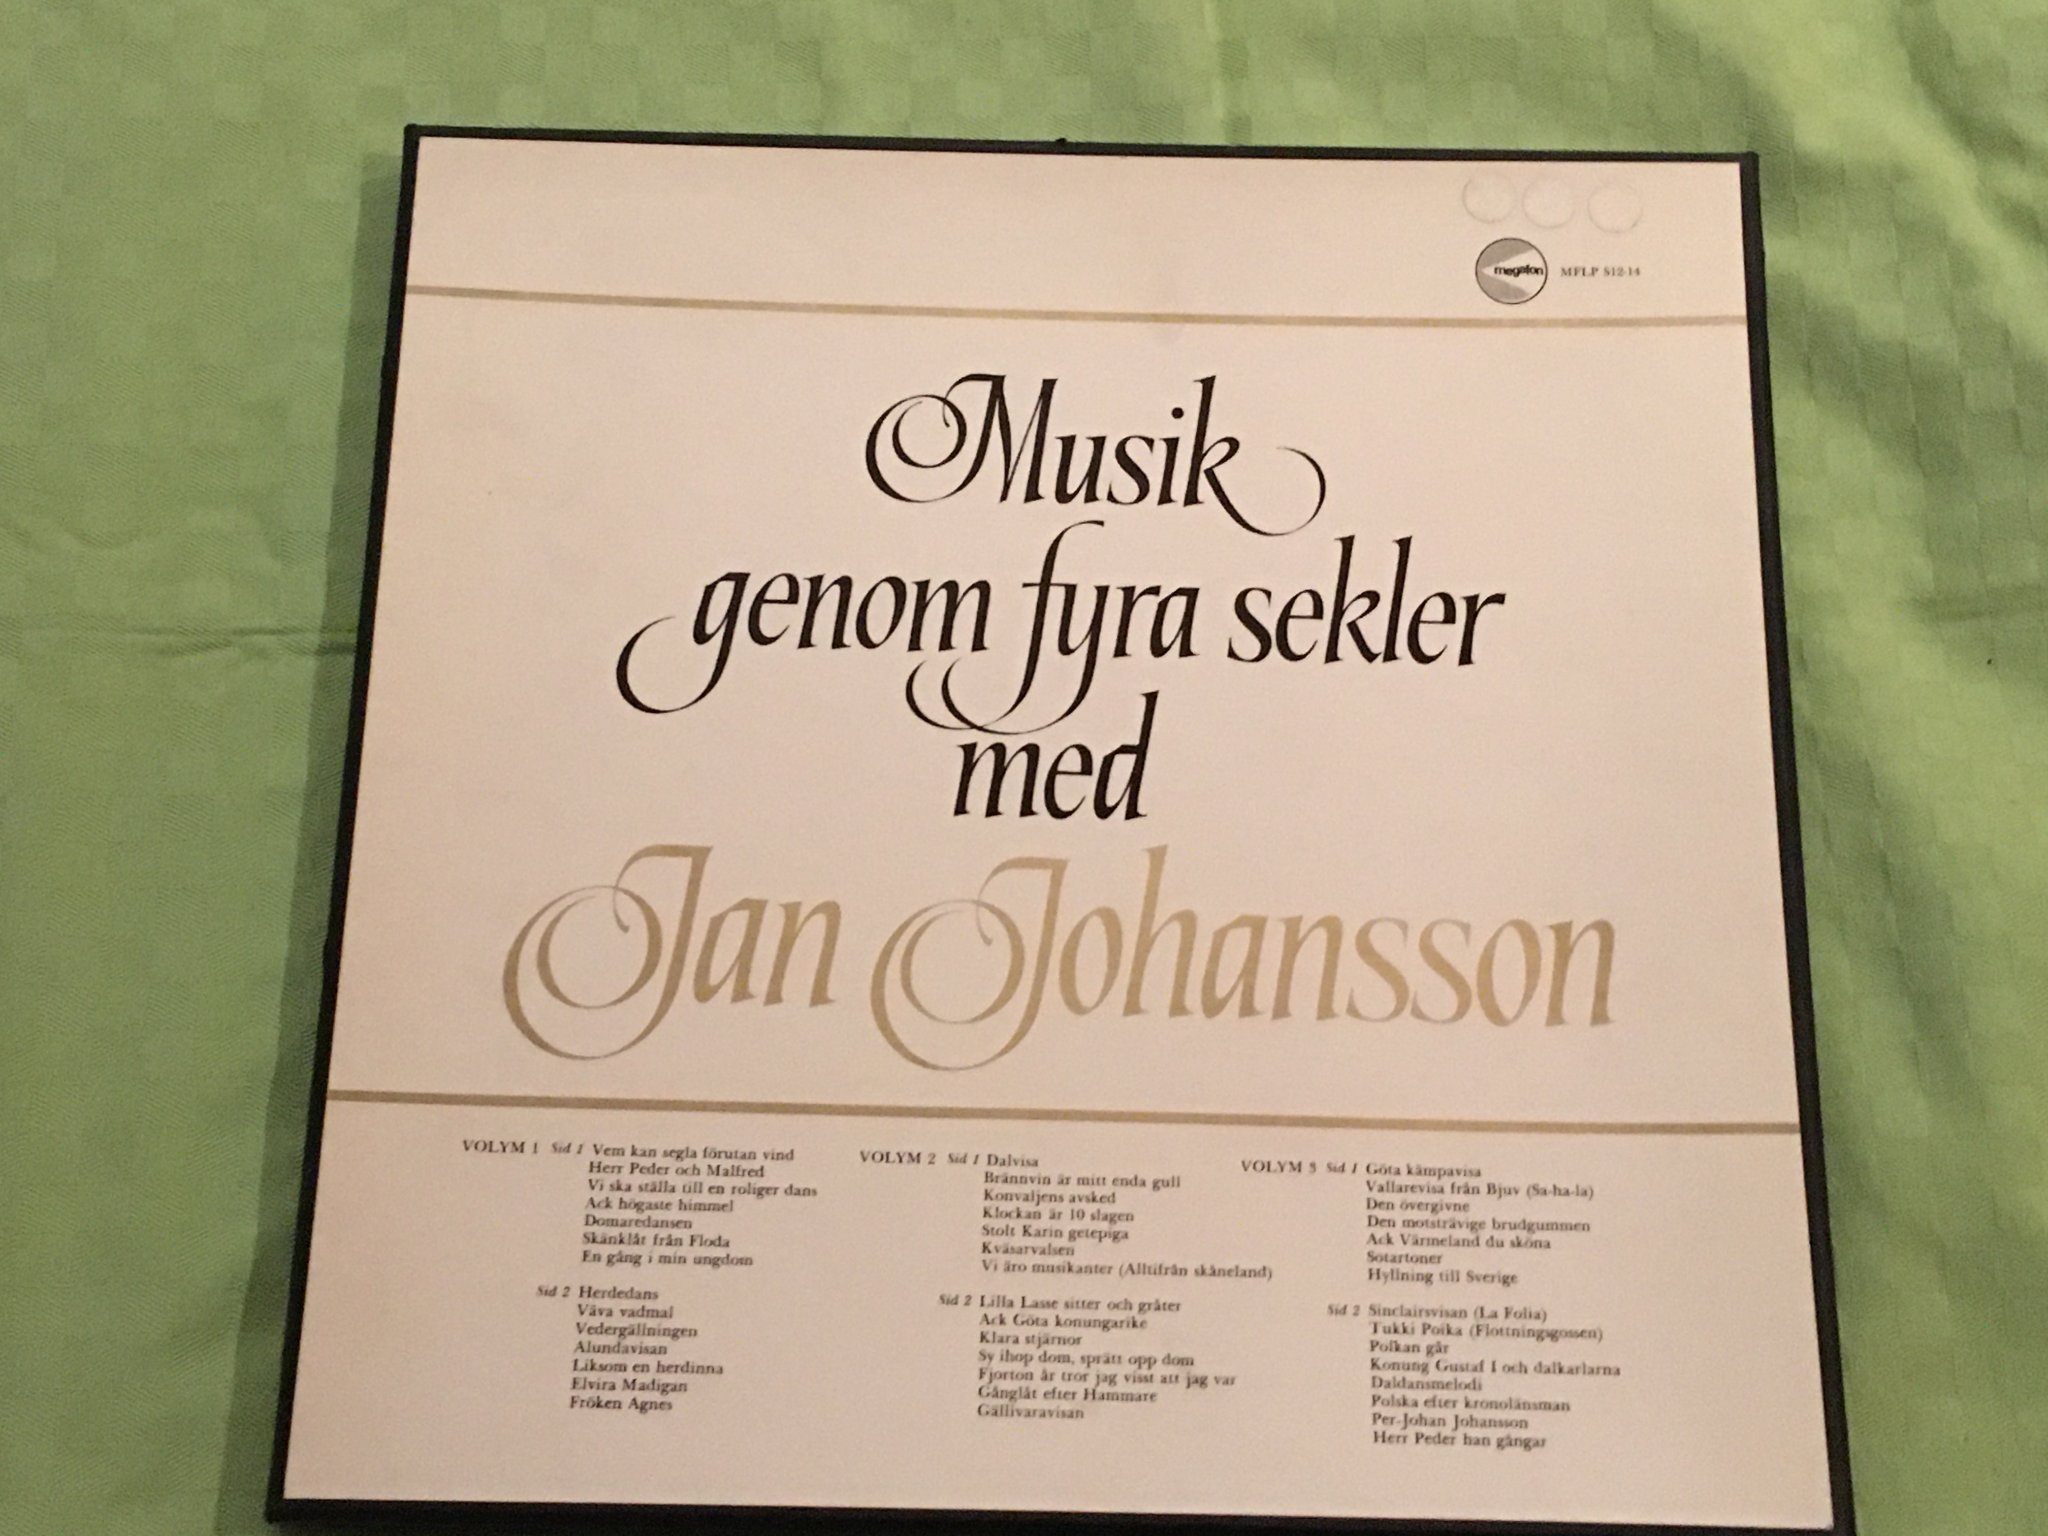 megafon MFLP S12-14
Musik
genom fyra sekler
med
Jan Johansson
VOLYM 1 Sid 1 Vem kan segla förutan vind
Herr Peder och Malfred
Vi ska ställa till en roliger dans
Ack högaste himmel
Domaredansen
Skänklåt från Floda
En gång i min ungdom
Sid 2 Herdedans
Väva vadmal
Vedergällningen
Alundavisan
Liksom en herdinna
Elvira Madigan
Fröken Agnes
VOLYM 2 Sid 1 Dalvisa
Brännvin är mitt enda gull
Konvaljens avsked
Klockan är 10 slagen
Stolt Karin getepiga
Kväsarvalsen
Vi äro musikanter (Alltifrån skåneland)
Sid 2 Lilla Lasse sitter och gråter
Ack Göta konungarike
Klara stjärnor
Sy ihop dom, sprätt opp dom
Fjorton år tror jag visst att jag var
Gånglåt efter Hammare
Gällivaravisan
VOLYM 3 Sid 1 Göta kämpavisa
Vallarevisa från Bjuv (Sa-ha-la)
Den övergivne
Den motsträvige brudgummen
Ack Värmeland du sköna
Sotartoner
Hyllning till Sverige
Sid 2 Sinclairsvisan (La Folia)
Tukki Poika (Flottningsgossen)
Polkan går
Konung Gustaf I och dalkarlarna
Daldansmelodi
Polska efter kronolänsman
Per-Johan Johansson
Herr Peder han gångar